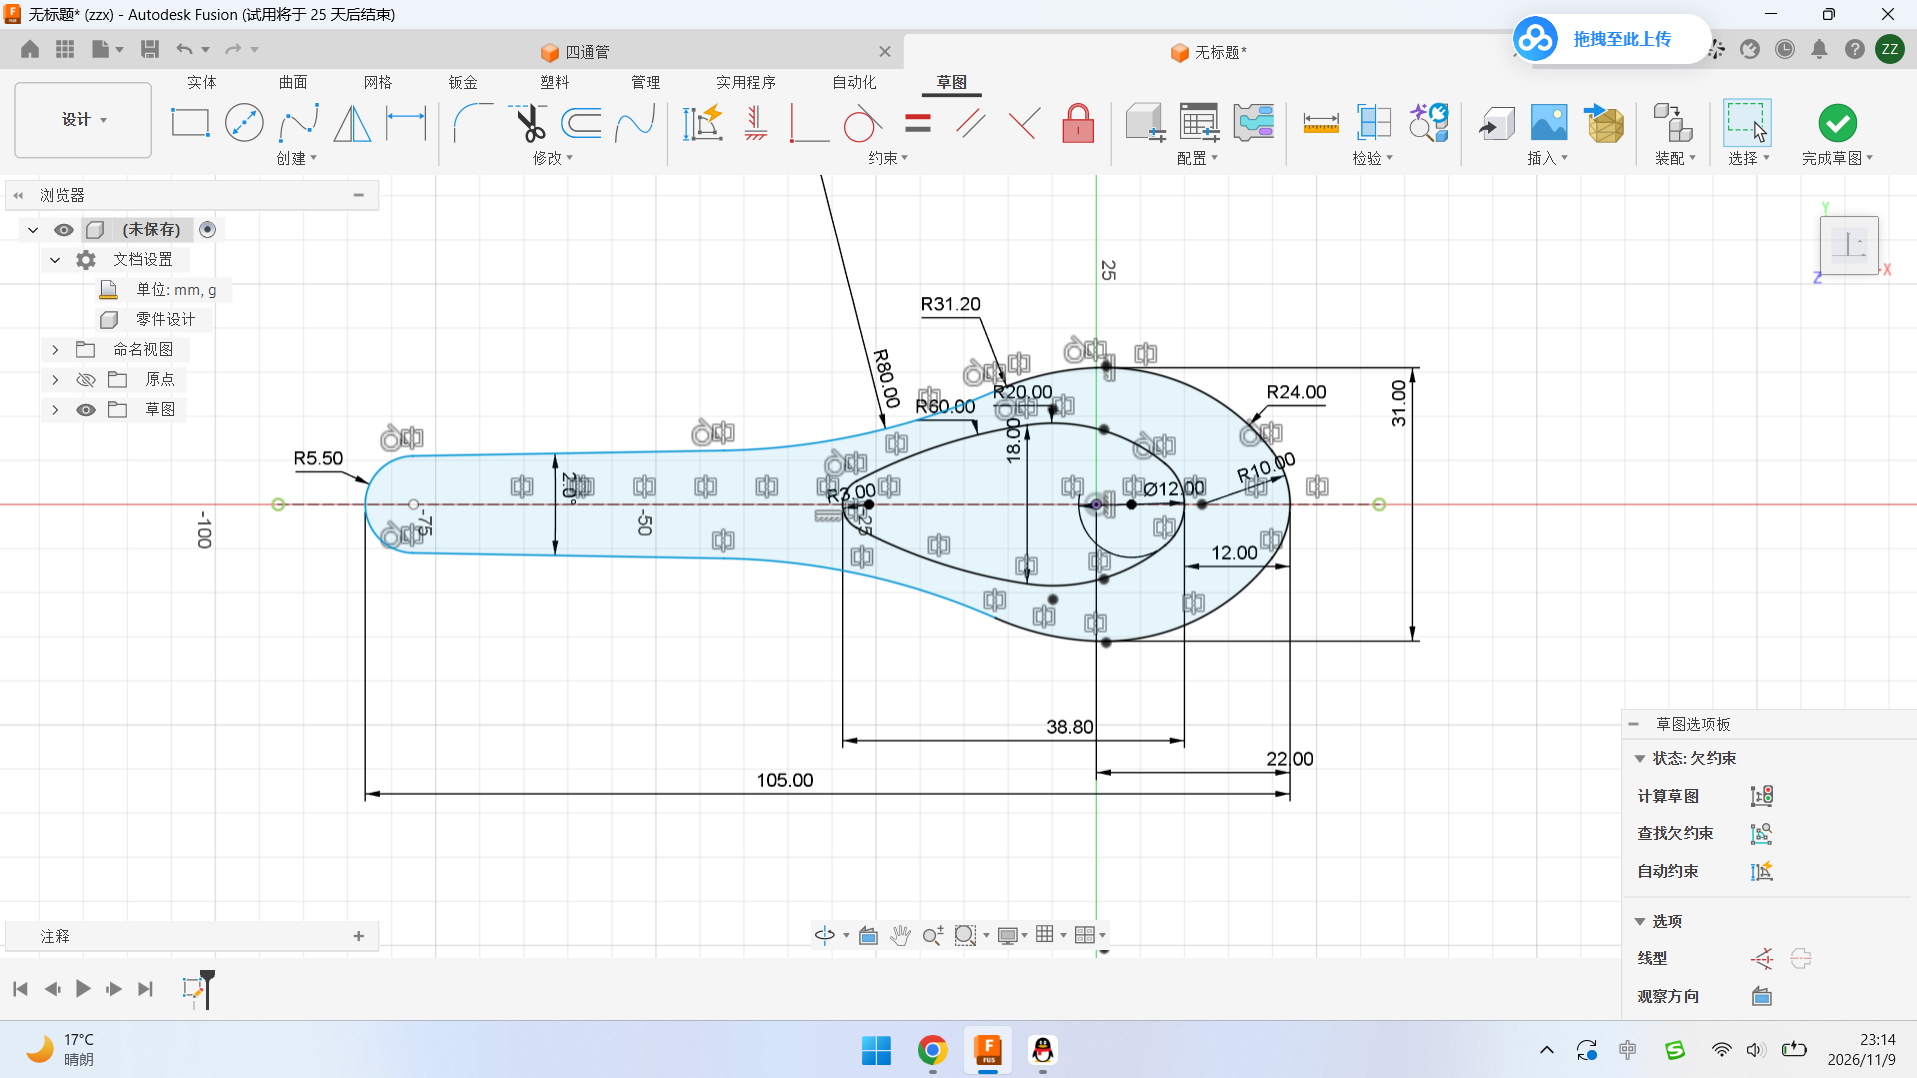 无标题* (zzx) - Autodesk Fusion (试用将于 25 天后结束)
四通管
无标题*
拖拽至此上传
ZZ
设计
实体 曲面 网格 钣金 塑料 管理 实用程序 自动化 草图
创建 修改 约束 配置 检验 插入 装配 选择 完成草图
浏览器
(未保存)
文档设置
单位: mm, g
零件设计
命名视图
原点
草图
Y
X
Z
上
25
R31.20
R80.00
R60.00
R20.00
R24.00
31.00
18.00
R5.50
2.0°
R3.00
Ø12.00
R10.00
12.00
-100
-75
-50
-25
38.80
22.00
105.00
草图选项板
状态: 欠约束
计算草图
查找欠约束
自动约束
选项
线型
观察方向
注释
17°C
晴朗
F
FUS
中
S
23:14
2026/11/9